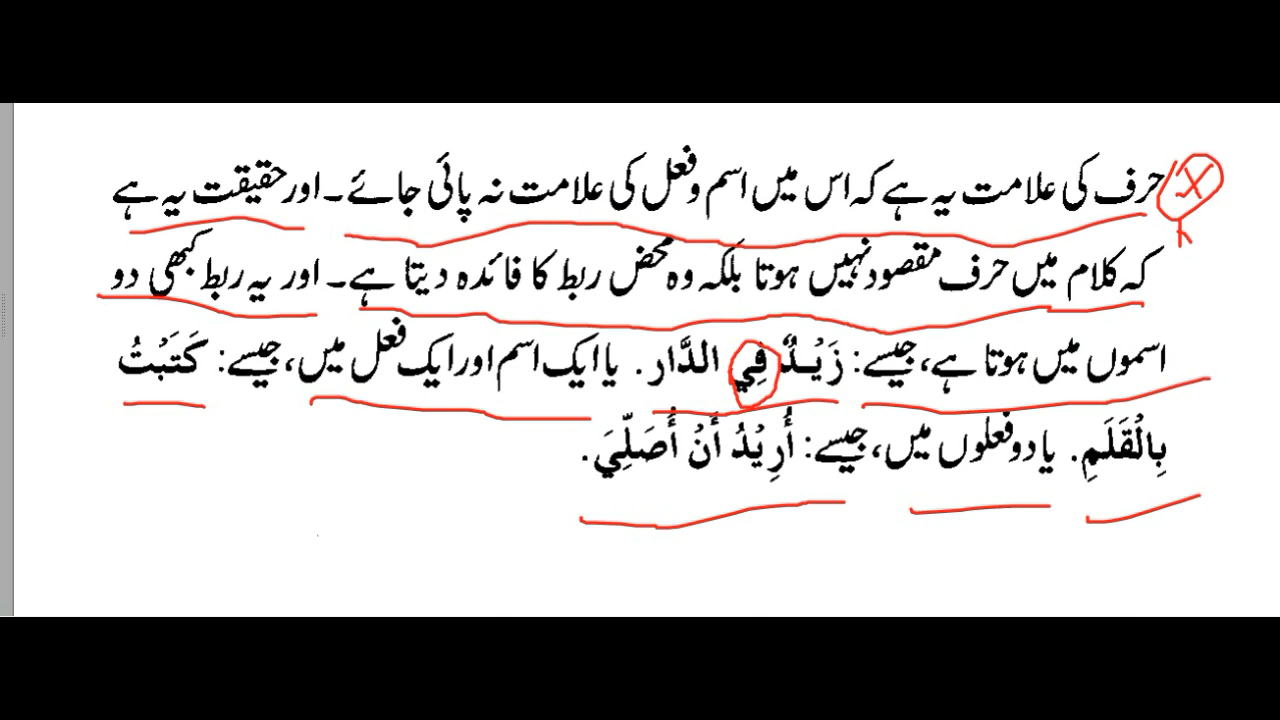 حرف کی علامت یہ ہے کہ اس میں اسم و فعل کی علامت نہ پائی جائے۔ اور حقیقت یہ ہے
کہ کلام میں حرف مقصود نہیں ہوتا بلکہ وہ محض ربط کا فائدہ دیتا ہے۔ اور یہ ربط کبھی دو
اسموں میں ہوتا ہے، جیسے: زَيْدٌ فِي الدَّار. یا ایک اسم اور ایک فعل میں، جیسے: كَتَبْتُ
بِالْقَلَمِ. یا دو فعلوں میں، جیسے: أُرِيْدُ أَنْ أُصَلِّيَ.